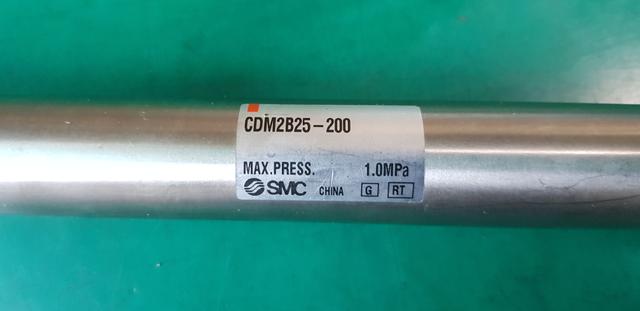 CDM2B25-200
MAX.PRESS. 1.0MPa
SMC CHINA G RT